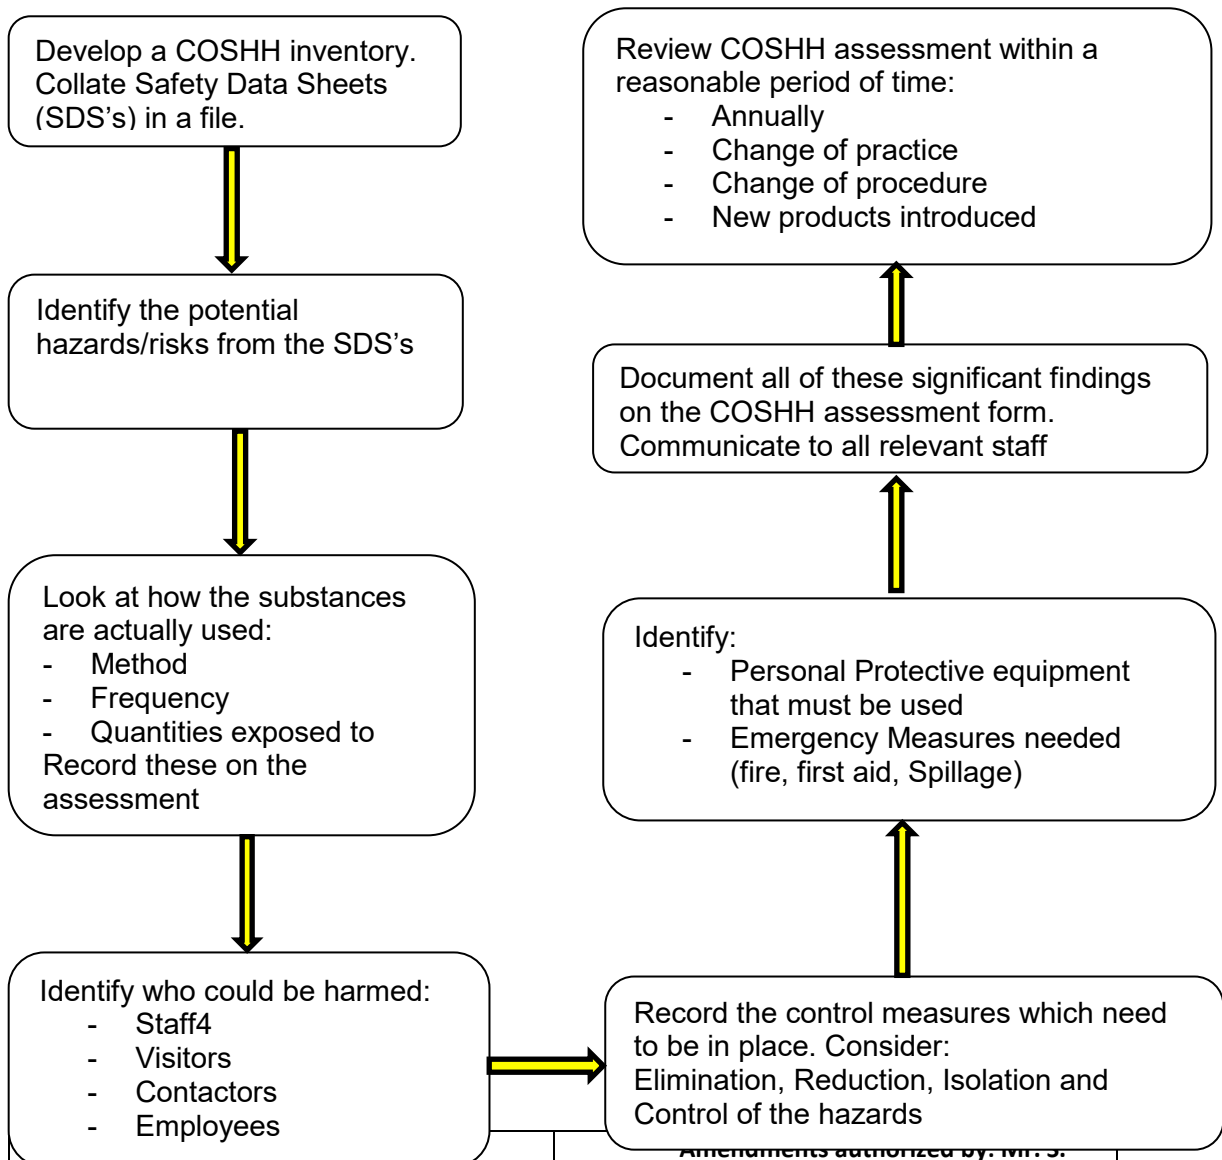 Develop a COSHH inventory.
Collate Safety Data Sheets
(SDS's) in a file.
Identify the potential
hazards/risks from the SDS's
Look at how the substances
are actually used:
- Method
- Frequency
- Quantities exposed to
Record these on the
assessment
Identify who could be harmed:
- Staff4
- Visitors
- Contactors
- Employees
Record the control measures which need
to be in place. Consider:
Elimination, Reduction, Isolation and
Control of the hazards
Identify:
- Personal Protective equipment
that must be used
- Emergency Measures needed
(fire, first aid, Spillage)
Document all of these significant findings
on the COSHH assessment form.
Communicate to all relevant staff
Review COSHH assessment within a
reasonable period of time:
- Annually
- Change of practice
- Change of procedure
- New products introduced
Amendments authorized by: Mr. S.